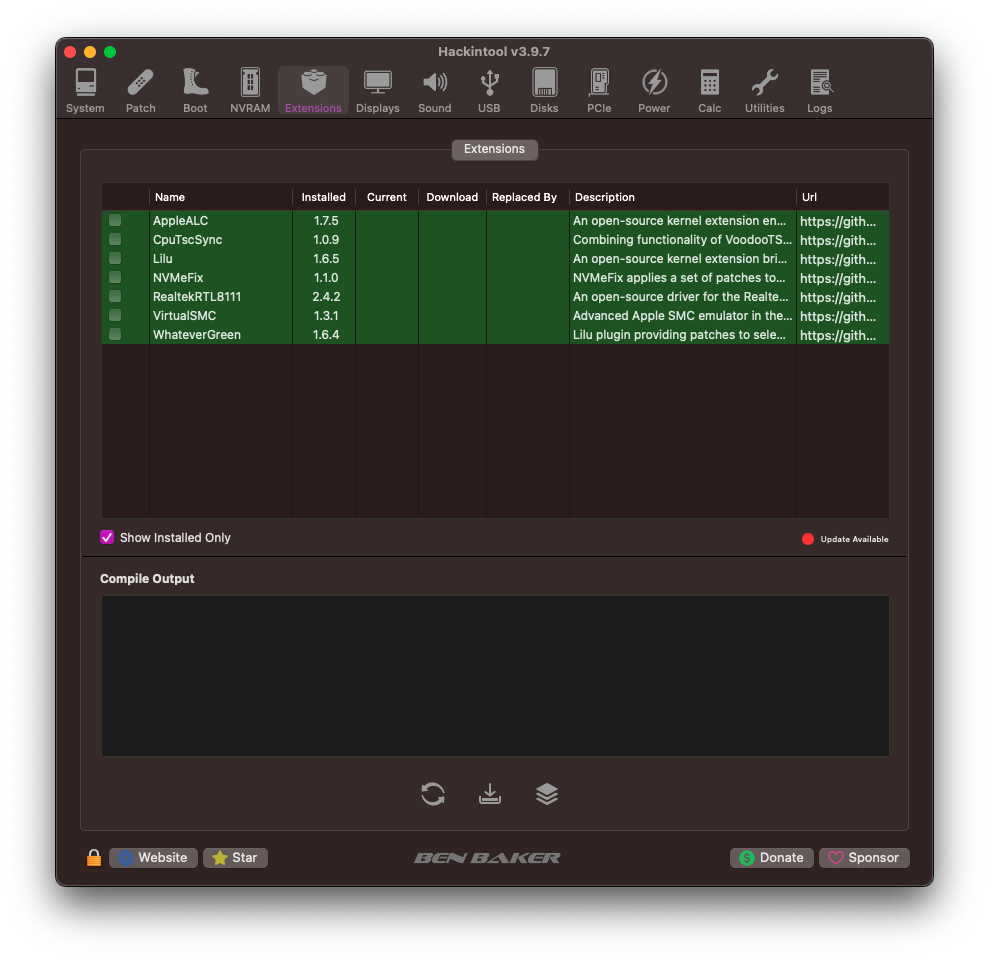 Hackintool v3.9.7
System Patch Boot NVRAM Extensions Displays Sound USB Disks PCIe Power Calc Utilities Logs
Extensions
Name Installed Current Download Replaced By Description Url
AppleALC 1.7.5 An open-source kernel extension en... https://gith...
CpuTscSync 1.0.9 Combining functionality of VoodooTS... https://gith...
Lilu 1.6.5 An open-source kernel extension bri... https://gith...
NVMeFix 1.1.0 NVMeFix applies a set of patches to... https://gith...
RealtekRTL8111 2.4.2 An open-source driver for the Realte... https://gith...
VirtualSMC 1.3.1 Advanced Apple SMC emulator in the... https://gith...
WhateverGreen 1.6.4 Lilu plugin providing patches to sele... https://gith...
Show Installed Only Update Available
Compile Output
Website Star BEN BAKER $ Donate Sponsor